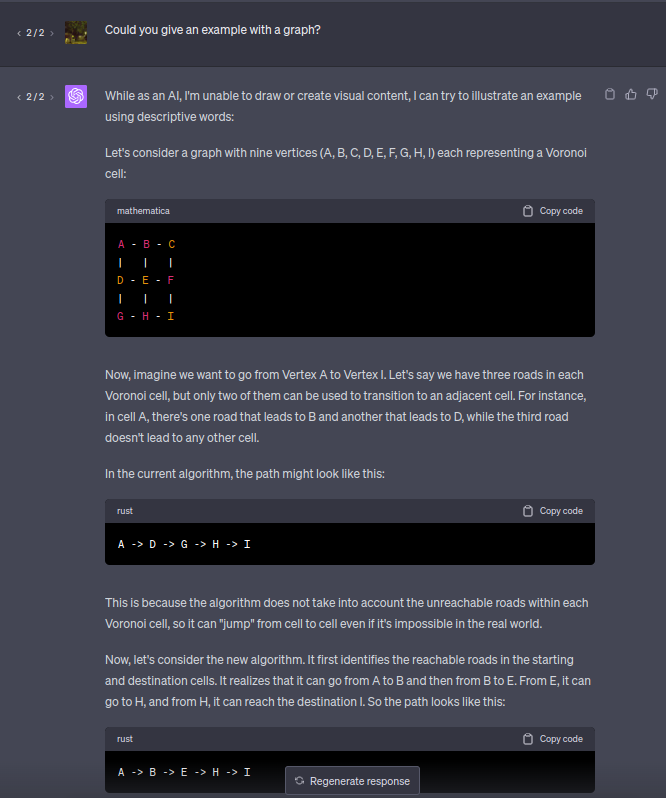 2/2
Could you give an example with a graph?
2/2
While as an AI, I'm unable to draw or create visual content, I can try to illustrate an example
using descriptive words:
Let's consider a graph with nine vertices (A, B, C, D, E, F, G, H, I) each representing a Voronoi
cell:
mathematica
Copy code
A - B - C
| | |
D - E - F
| | |
G - H - I
Now, imagine we want to go from Vertex A to Vertex I. Let's say we have three roads in each
Voronoi cell, but only two of them can be used to transition to an adjacent cell. For instance,
in cell A, there's one road that leads to B and another that leads to D, while the third road
doesn't lead to any other cell.
In the current algorithm, the path might look like this:
rust
Copy code
A -> D -> G -> H -> I
This is because the algorithm does not take into account the unreachable roads within each
Voronoi cell, so it can "jump" from cell to cell even if it's impossible in the real world.
Now, let's consider the new algorithm. It first identifies the reachable roads in the starting
and destination cells. It realizes that it can go from A to B and then from B to E. From E, it can
go to H, and from H, it can reach the destination I. So the path looks like this:
rust
Copy code
A -> B -> E -> H -> I
Regenerate response